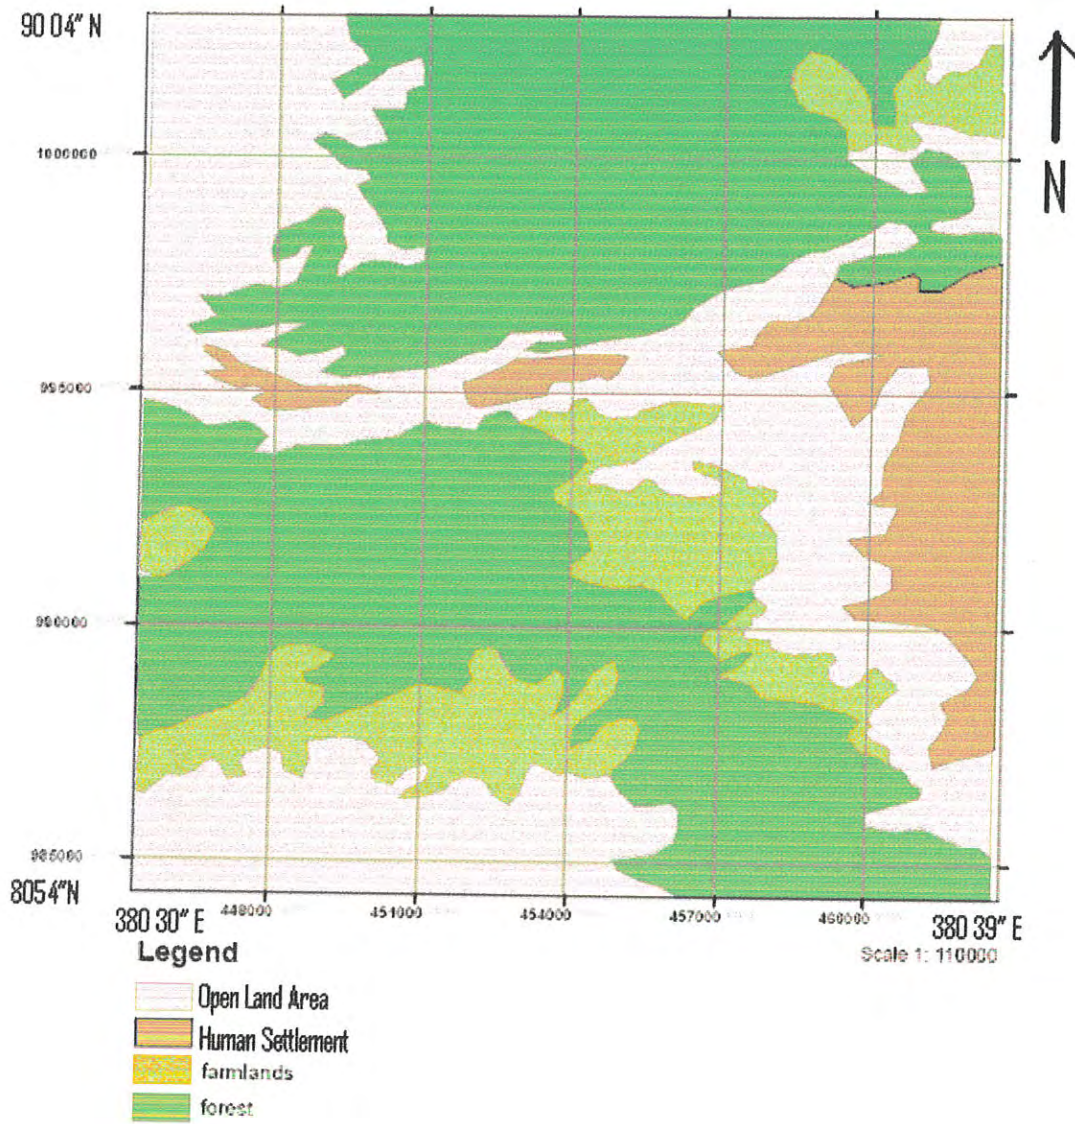 90 04" N
N
1000000
995000
990000
985000
8054"N
380 30" E
448000
451000
454000
457000
460000
380 39" E
Legend
Scale 1: 110000
Open Land Area
Human Settlement
farmlands
forest